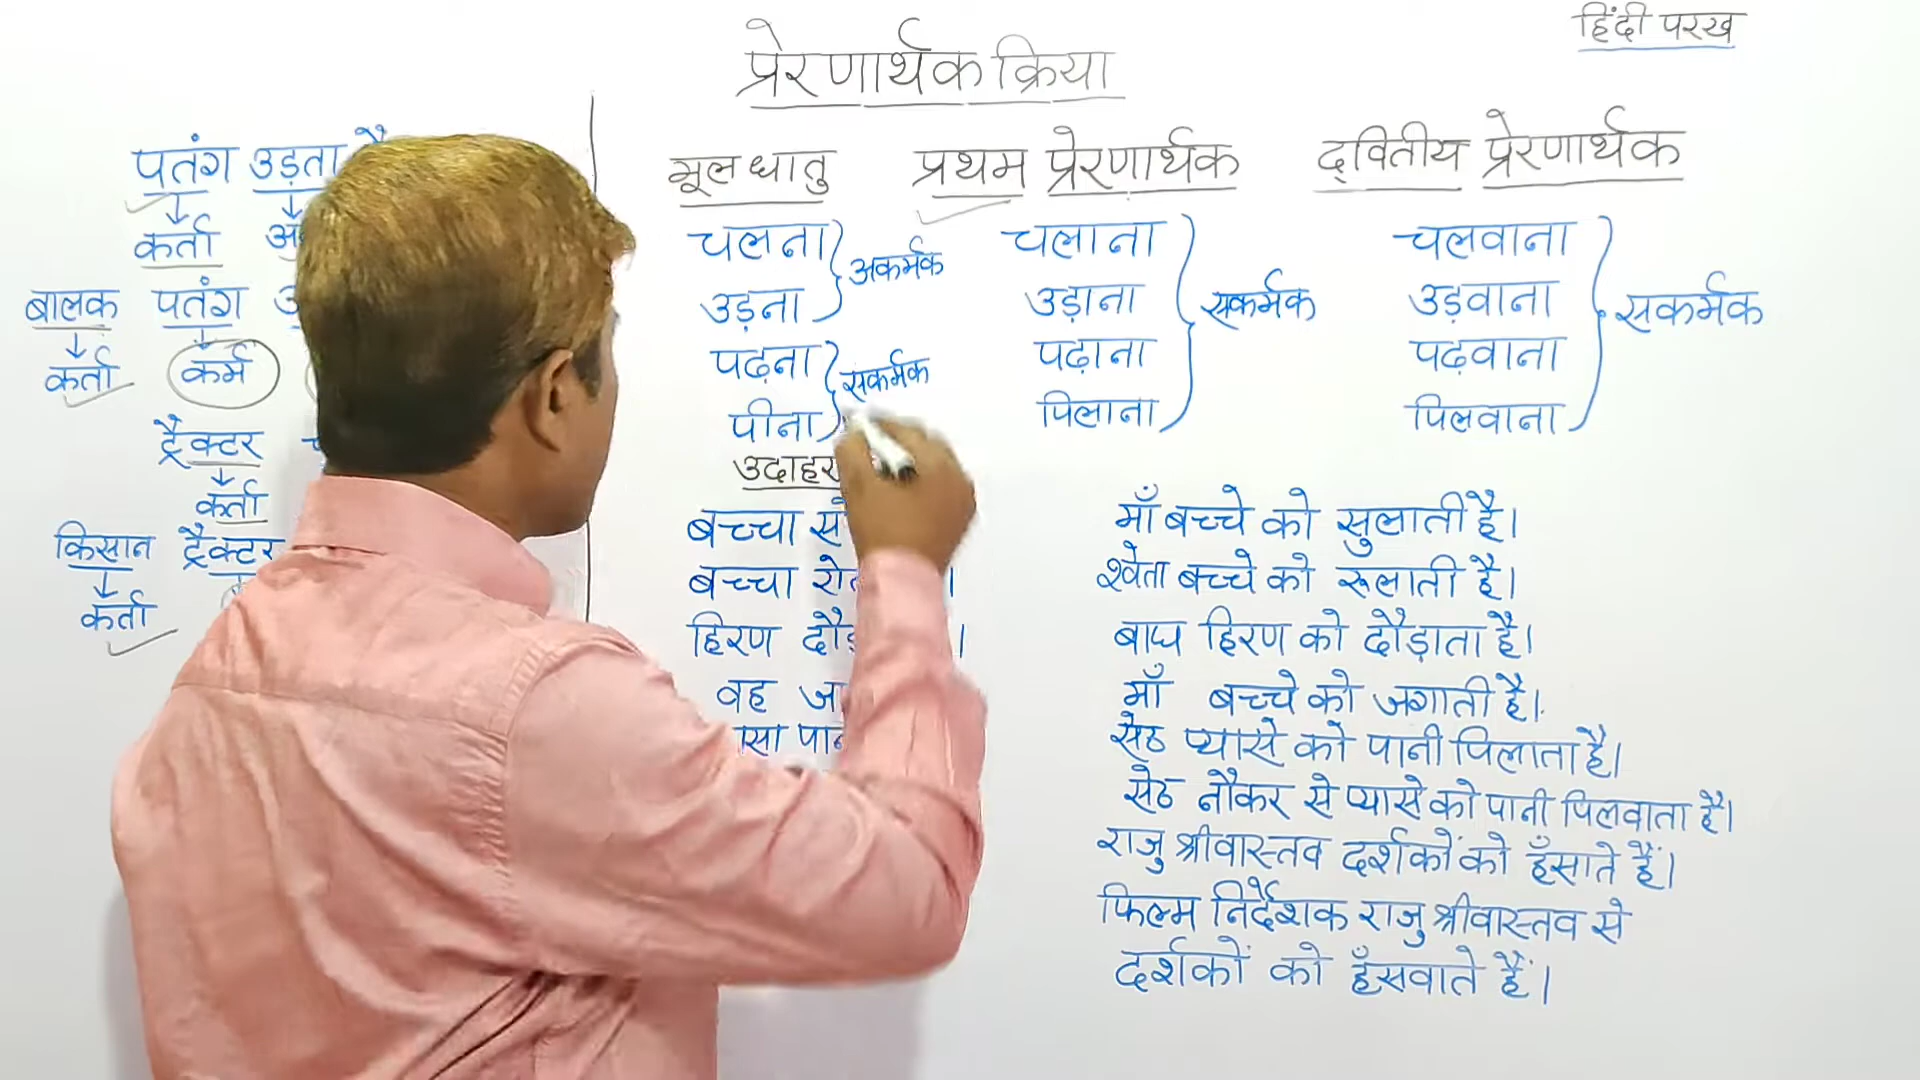 हिंदी परख
प्रेरणार्थक क्रिया
पतंग उड़ता है
कर्ता
बालक पतंग
कर्ता कर्म
ट्रैक्टर
कर्ता
किसान ट्रैक्टर
कर्ता
मूल धातु प्रथम प्रेरणार्थक द्वितीय प्रेरणार्थक
चलना चलाना चलवाना
अकर्मक
उड़ना उड़ाना उड़वाना
सकर्मक सकर्मक
पढ़ना पढ़ाना पढ़वाना
सकर्मक
पीना पिलाना पिलवाना
बच्चा माँ बच्चे को सुलाती है।
बच्चा श्वेता बच्चे को रूलाती है।
हिरण बाघ हिरण को दौड़ाता है।
वह माँ बच्चे को जगाती है।
सेठ प्यासे को पानी पिलाता है।
सेठ नौकर से प्यासे को पानी पिलवाता है।
राजु श्रीवास्तव दर्शकों को हँसाते हैं।
फिल्म निर्देशक राजु श्रीवास्तव से
दर्शकों को हँसवाते हैं।